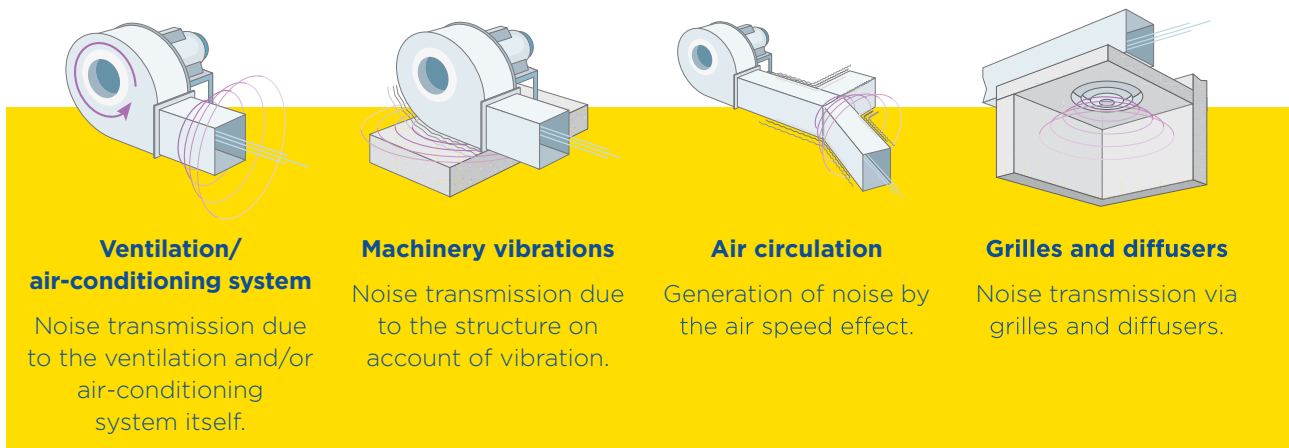 Ventilation/
air-conditioning system
Noise transmission due
to the ventilation and/or
air-conditioning
system itself.
Machinery vibrations
Noise transmission due
to the structure on
account of vibration.
Air circulation
Generation of noise by
the air speed effect.
Grilles and diffusers
Noise transmission via
grilles and diffusers.